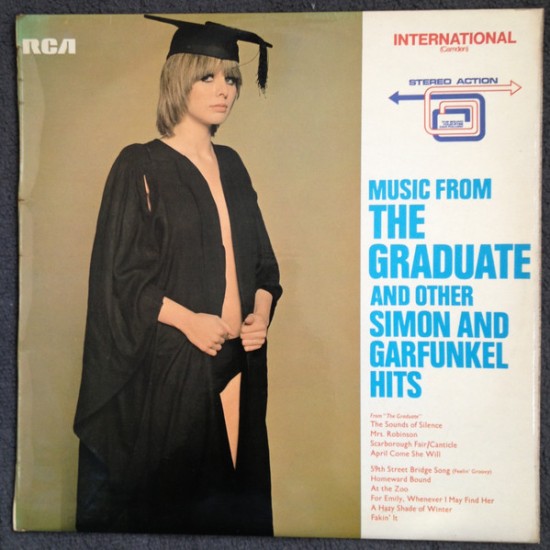 RCA
INTERNATIONAL
(Camden)
STEREO ACTION
MUSIC FROM
THE
GRADUATE
AND OTHER
SIMON AND
GARFUNKEL
HITS
From "The Graduate"
The Sounds of Silence
Mrs. Robinson
Scarborough Fair/Canticle
April Come She Will
59th Street Bridge Song (Feelin' Groovy)
Homeward Bound
At the Zoo
For Emily, Whenever I May Find Her
A Hazy Shade of Winter
Fakin' It